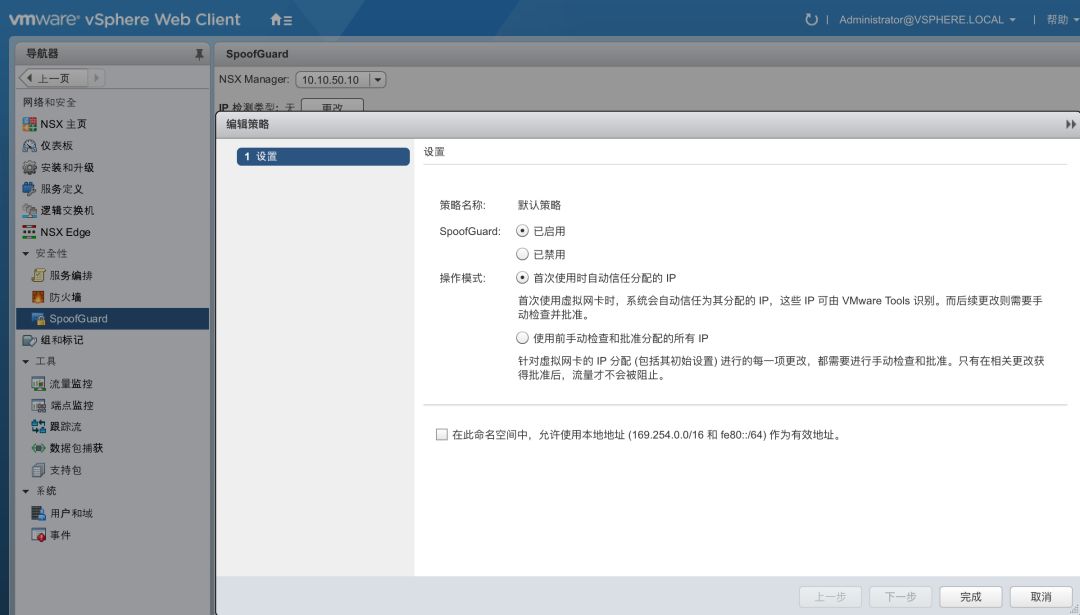 vmware® vSphere Web Client
Administrator@VSPHERE.LOCAL
帮助
导航器
上一页
网络和安全
NSX 主页
仪表板
安装和升级
服务定义
逻辑交换机
NSX Edge
安全性
服务编排
防火墙
SpoofGuard
组和标记
工具
流量监控
端点监控
跟踪流
数据包捕获
支持包
系统
用户和域
事件
SpoofGuard
NSX Manager: 10.10.50.10
IP 检测类型: 无 更改
编辑策略
1 设置
设置
策略名称: 默认策略
SpoofGuard: 已启用
已禁用
操作模式: 首次使用时自动信任分配的 IP
首次使用虚拟网卡时，系统会自动信任为其分配的 IP，这些 IP 可由 VMware Tools 识别。而后续更改则需要手
动检查并批准。
使用前手动检查和批准分配的所有 IP
针对虚拟网卡的 IP 分配 (包括其初始设置) 进行的每一项更改，都需要进行手动检查和批准。只有在相关更改获
得批准后，流量才不会被阻止。
在此命名空间中，允许使用本地地址 (169.254.0.0/16 和 fe80::/64) 作为有效地址。
上一步 下一步 完成 取消